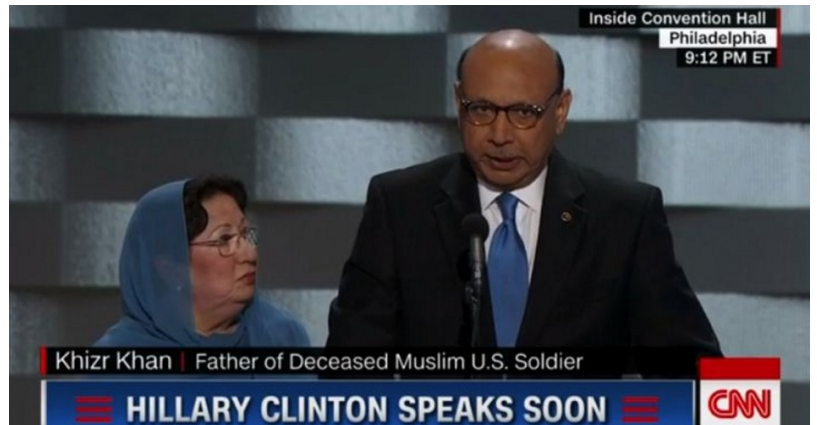 Inside Convention Hall
Philadelphia
9:12 PM ET
Khizr Khan | Father of Deceased Muslim U.S. Soldier
HILLARY CLINTON SPEAKS SOON
CNN